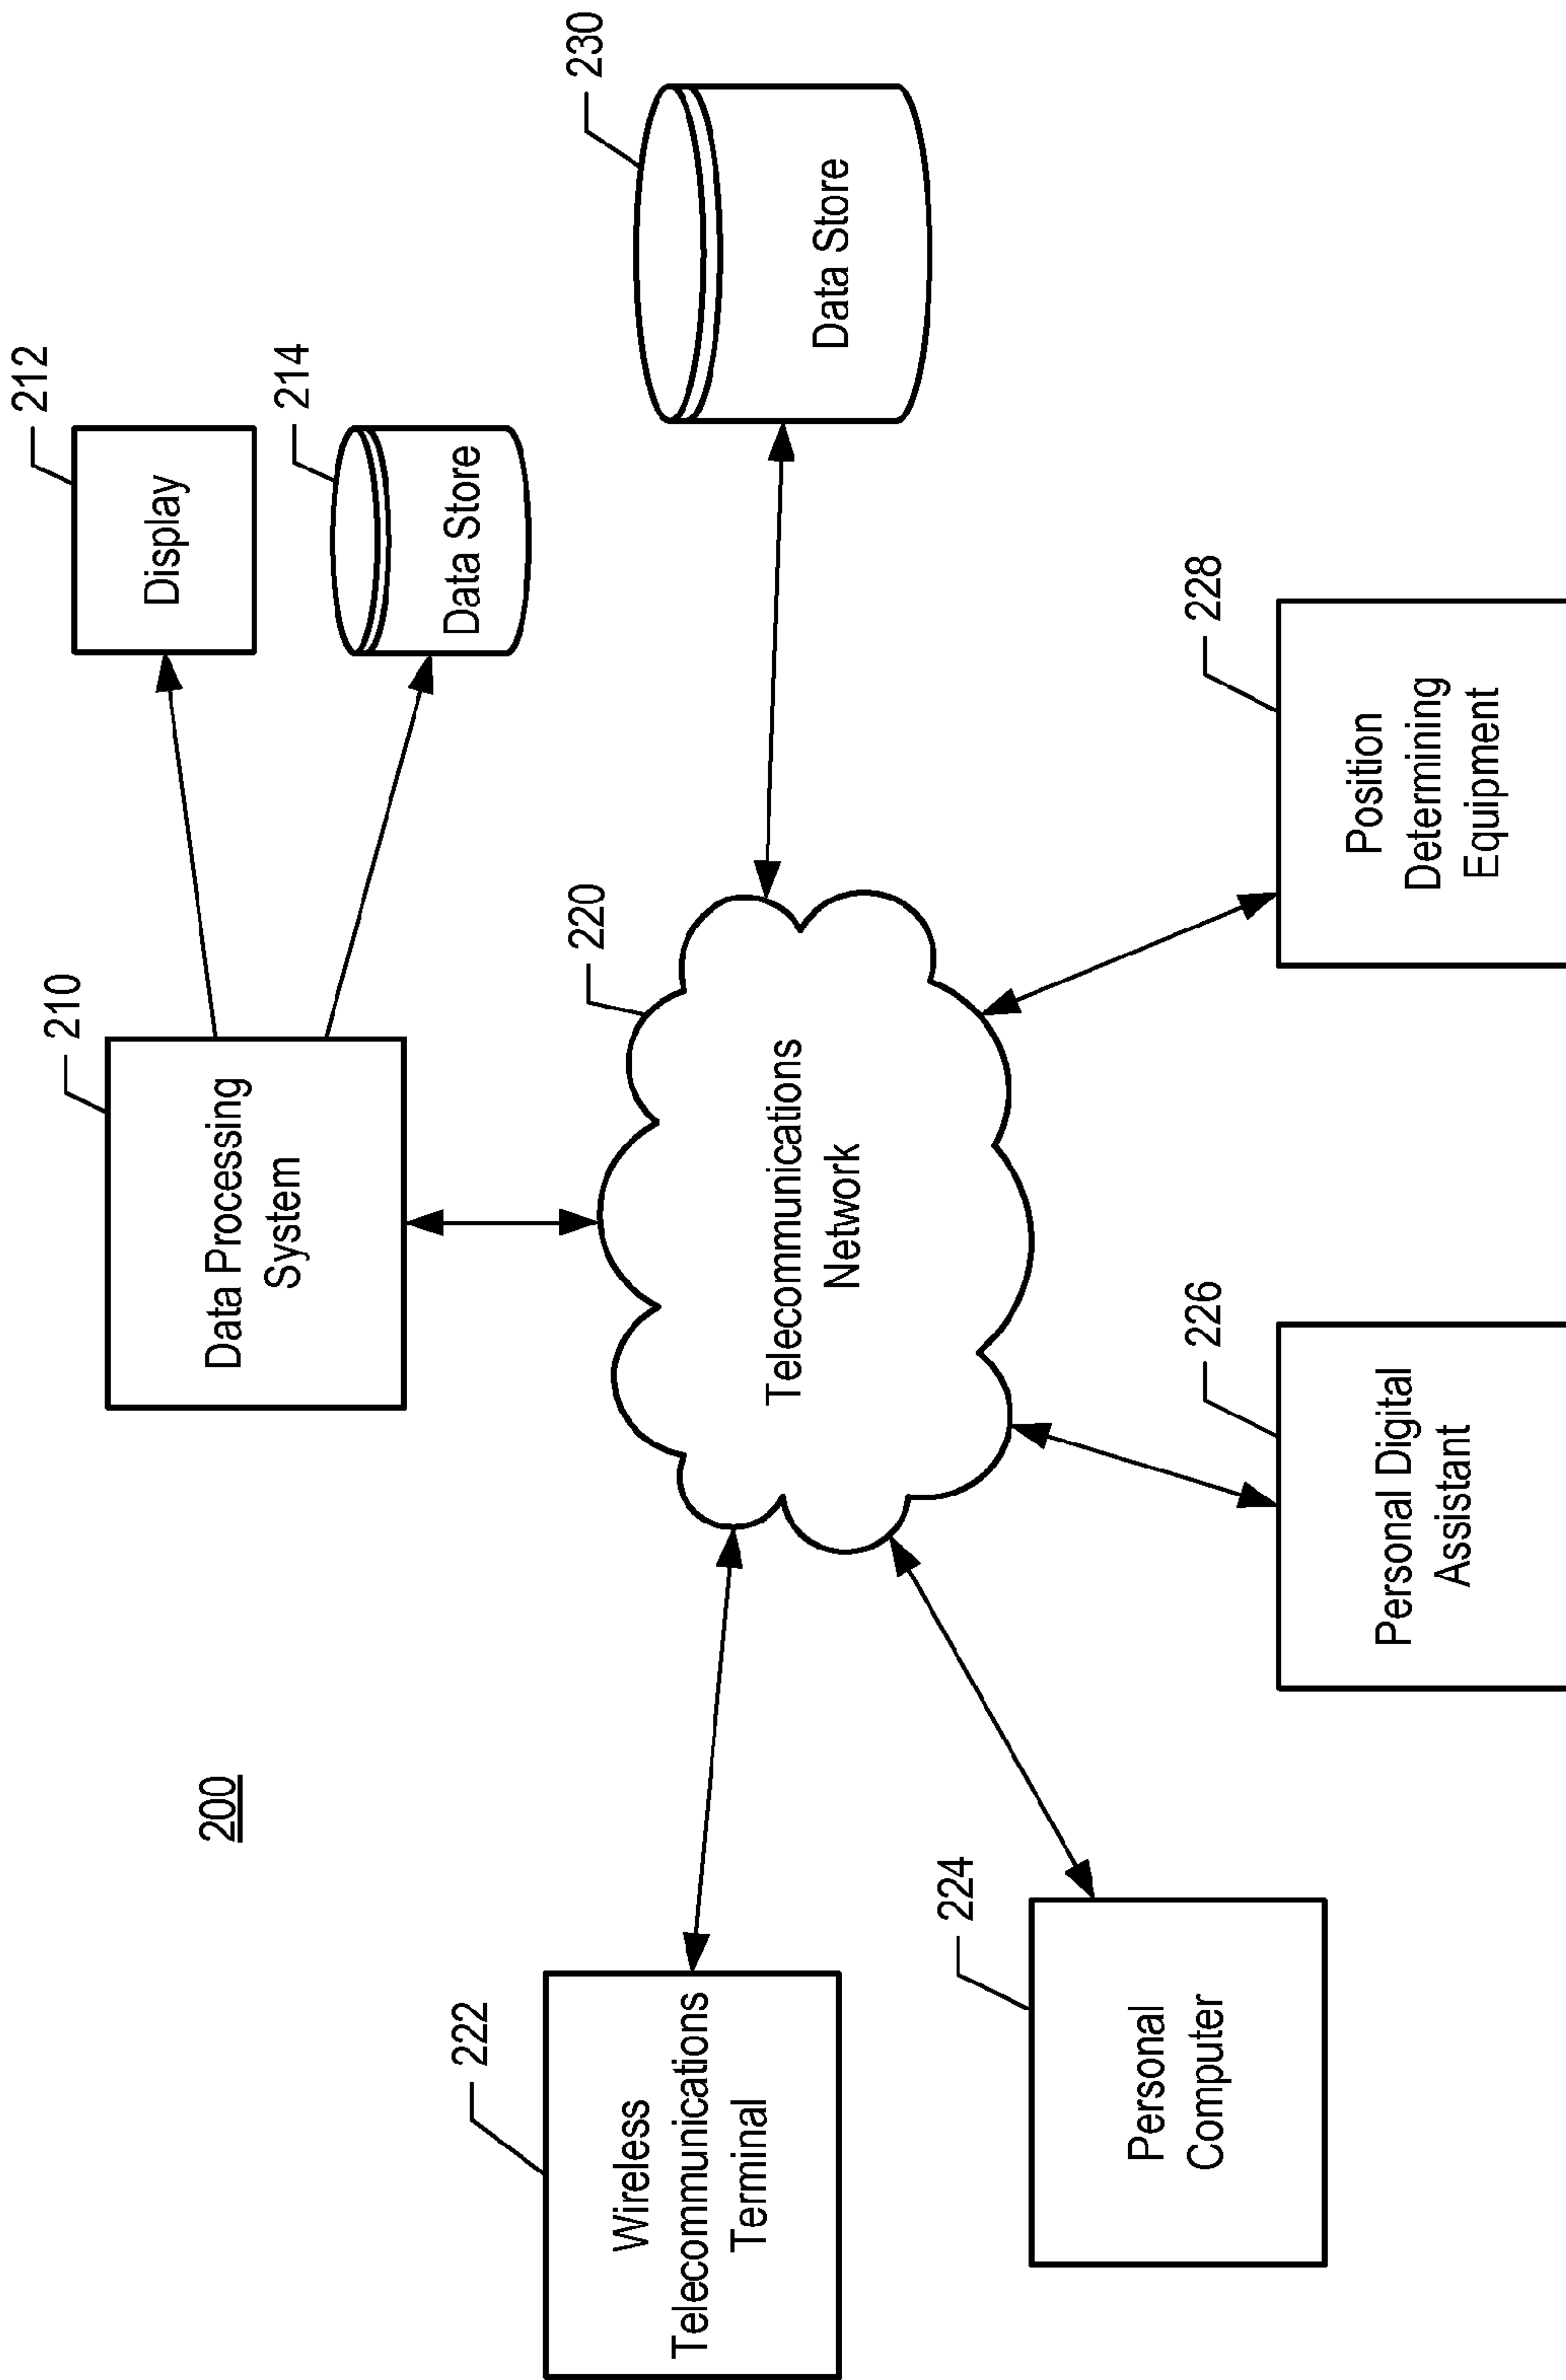 200
210
Data Processing
System
212
Display
214
Data Store
220
Telecommunications
Network
230
Data Store
222
Wireless
Telecommunications
Terminal
224
Personal
Computer
226
Personal Digital
Assistant
228
Position
Determining
Equipment